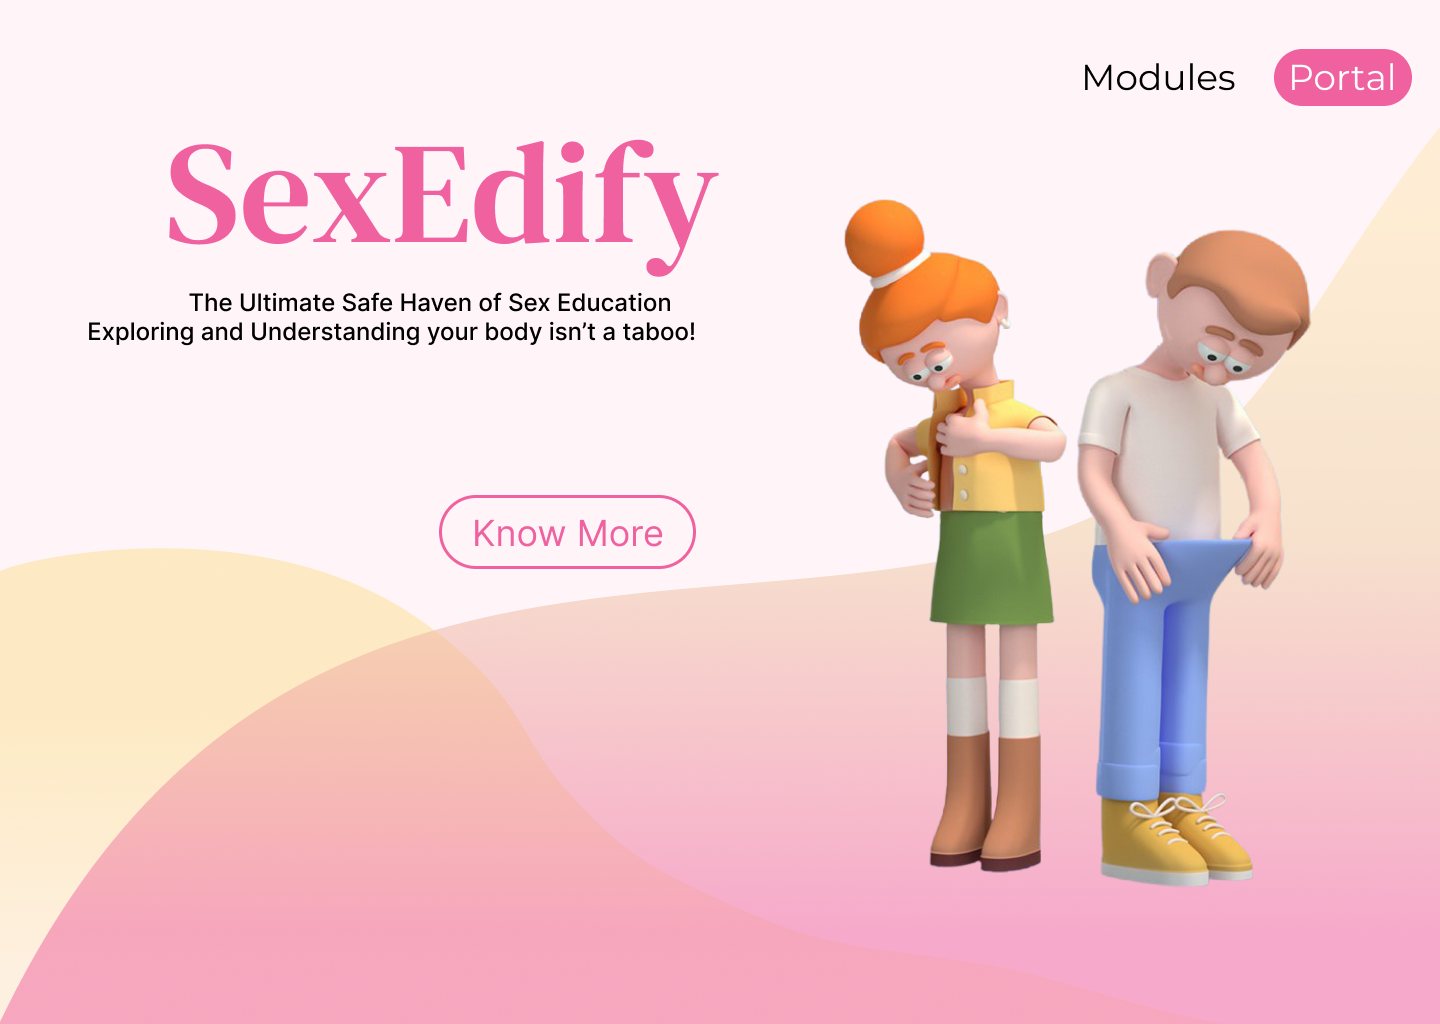 Modules
Portal
SexEdify
The Ultimate Safe Haven of Sex Education
Exploring and Understanding your body isn’t a taboo!
Know More